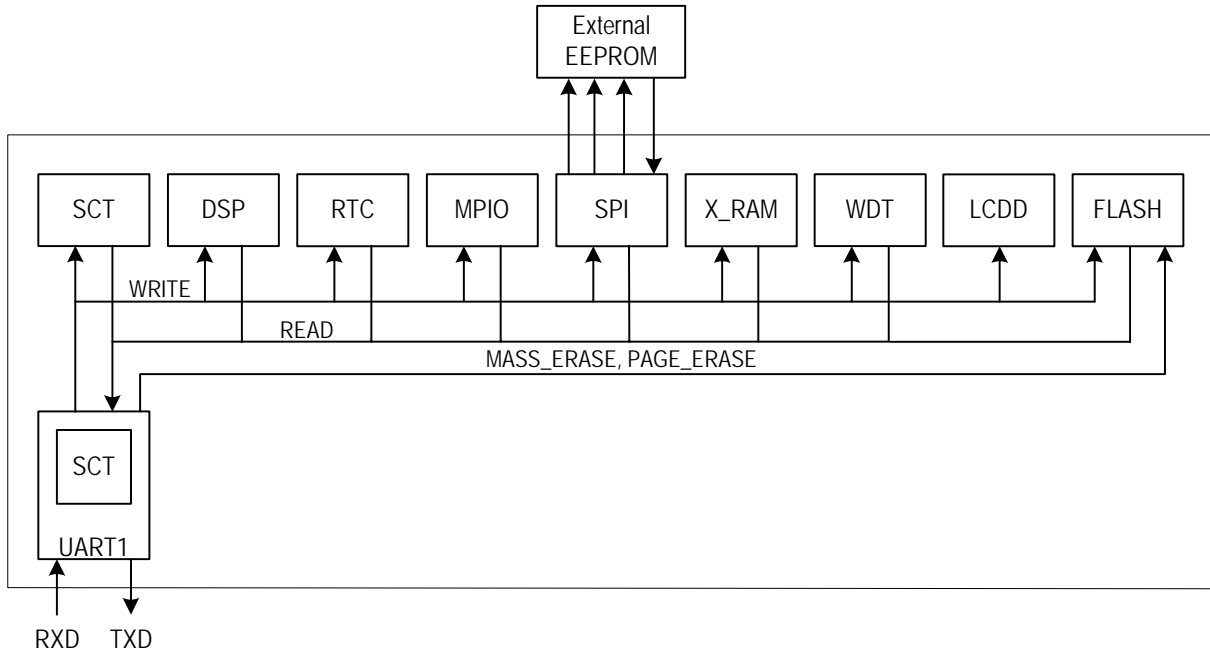 External
EEPROM
SCT DSP RTC MPIO SPI X_RAM WDT LCDD FLASH
WRITE
READ
MASS_ERASE, PAGE_ERASE
SCT
UART1
RXD TXD